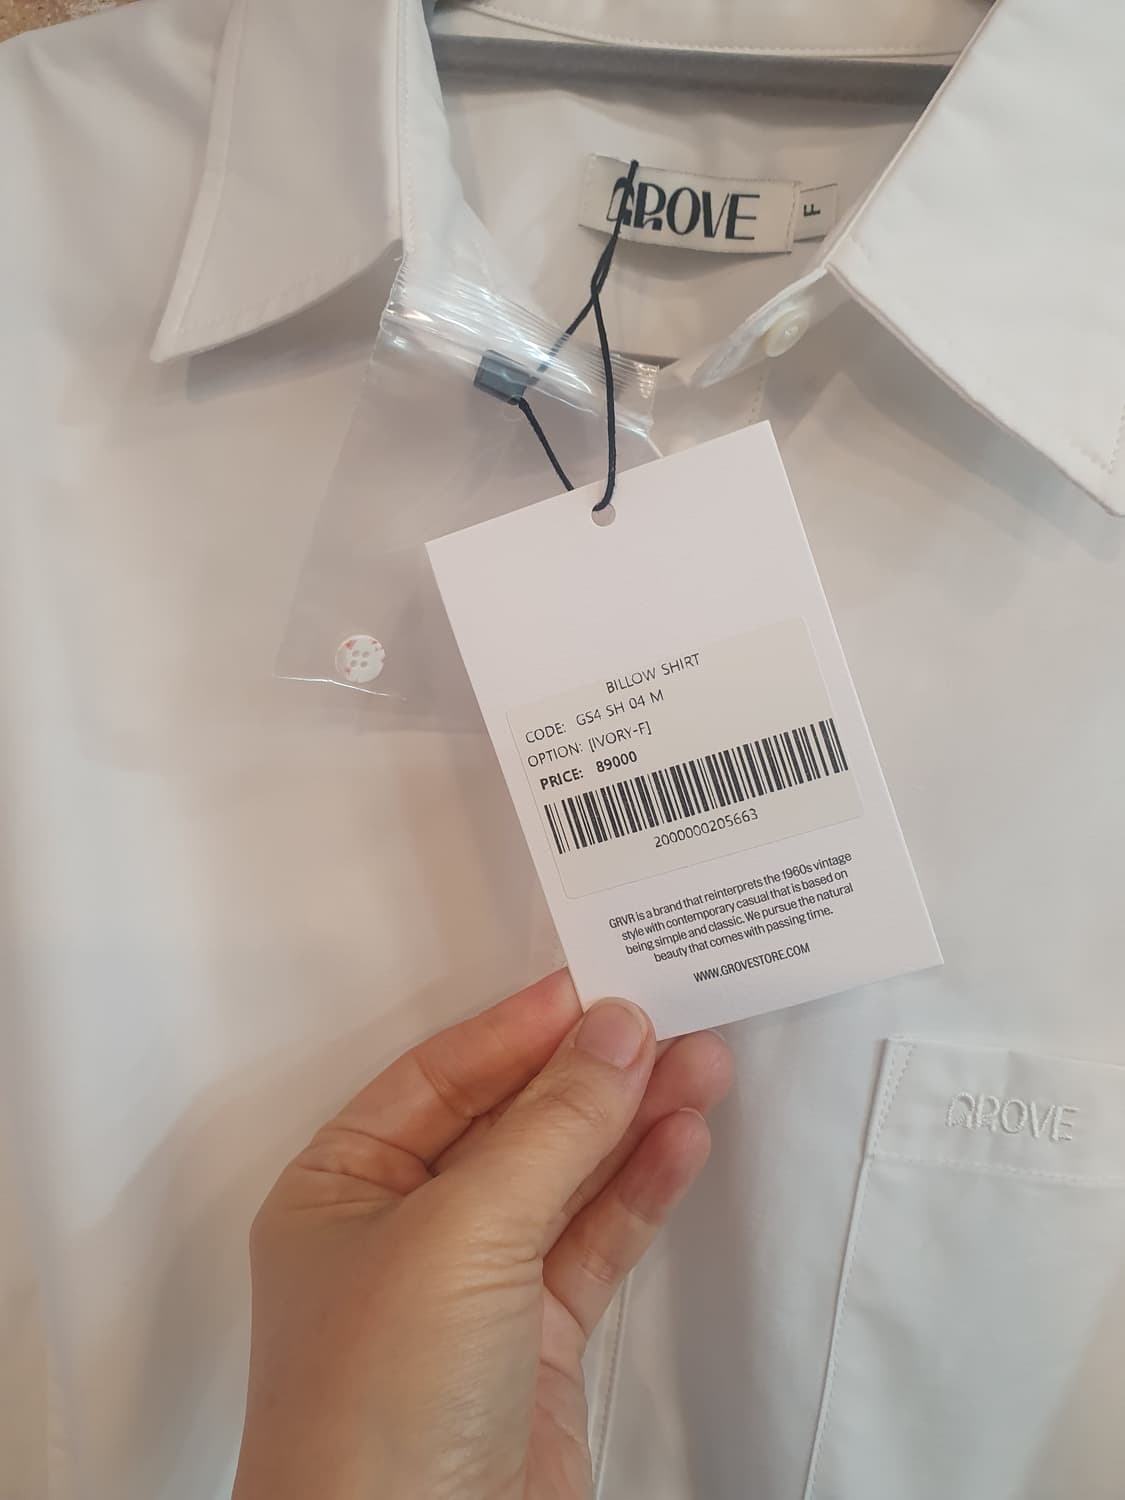 GROVE
F
BILLOW SHIRT
CODE: GS4 SH 04 M
OPTION: [IVORY-F]
PRICE: 89000
2000000205663
GRVR is a brand that reinterprets the 1960s vintage
style with contemporary casual that is based on
being simple and classic. We pursue the natural
beauty that comes with passing time.
WWW.GROVESTORE.COM
GROVE